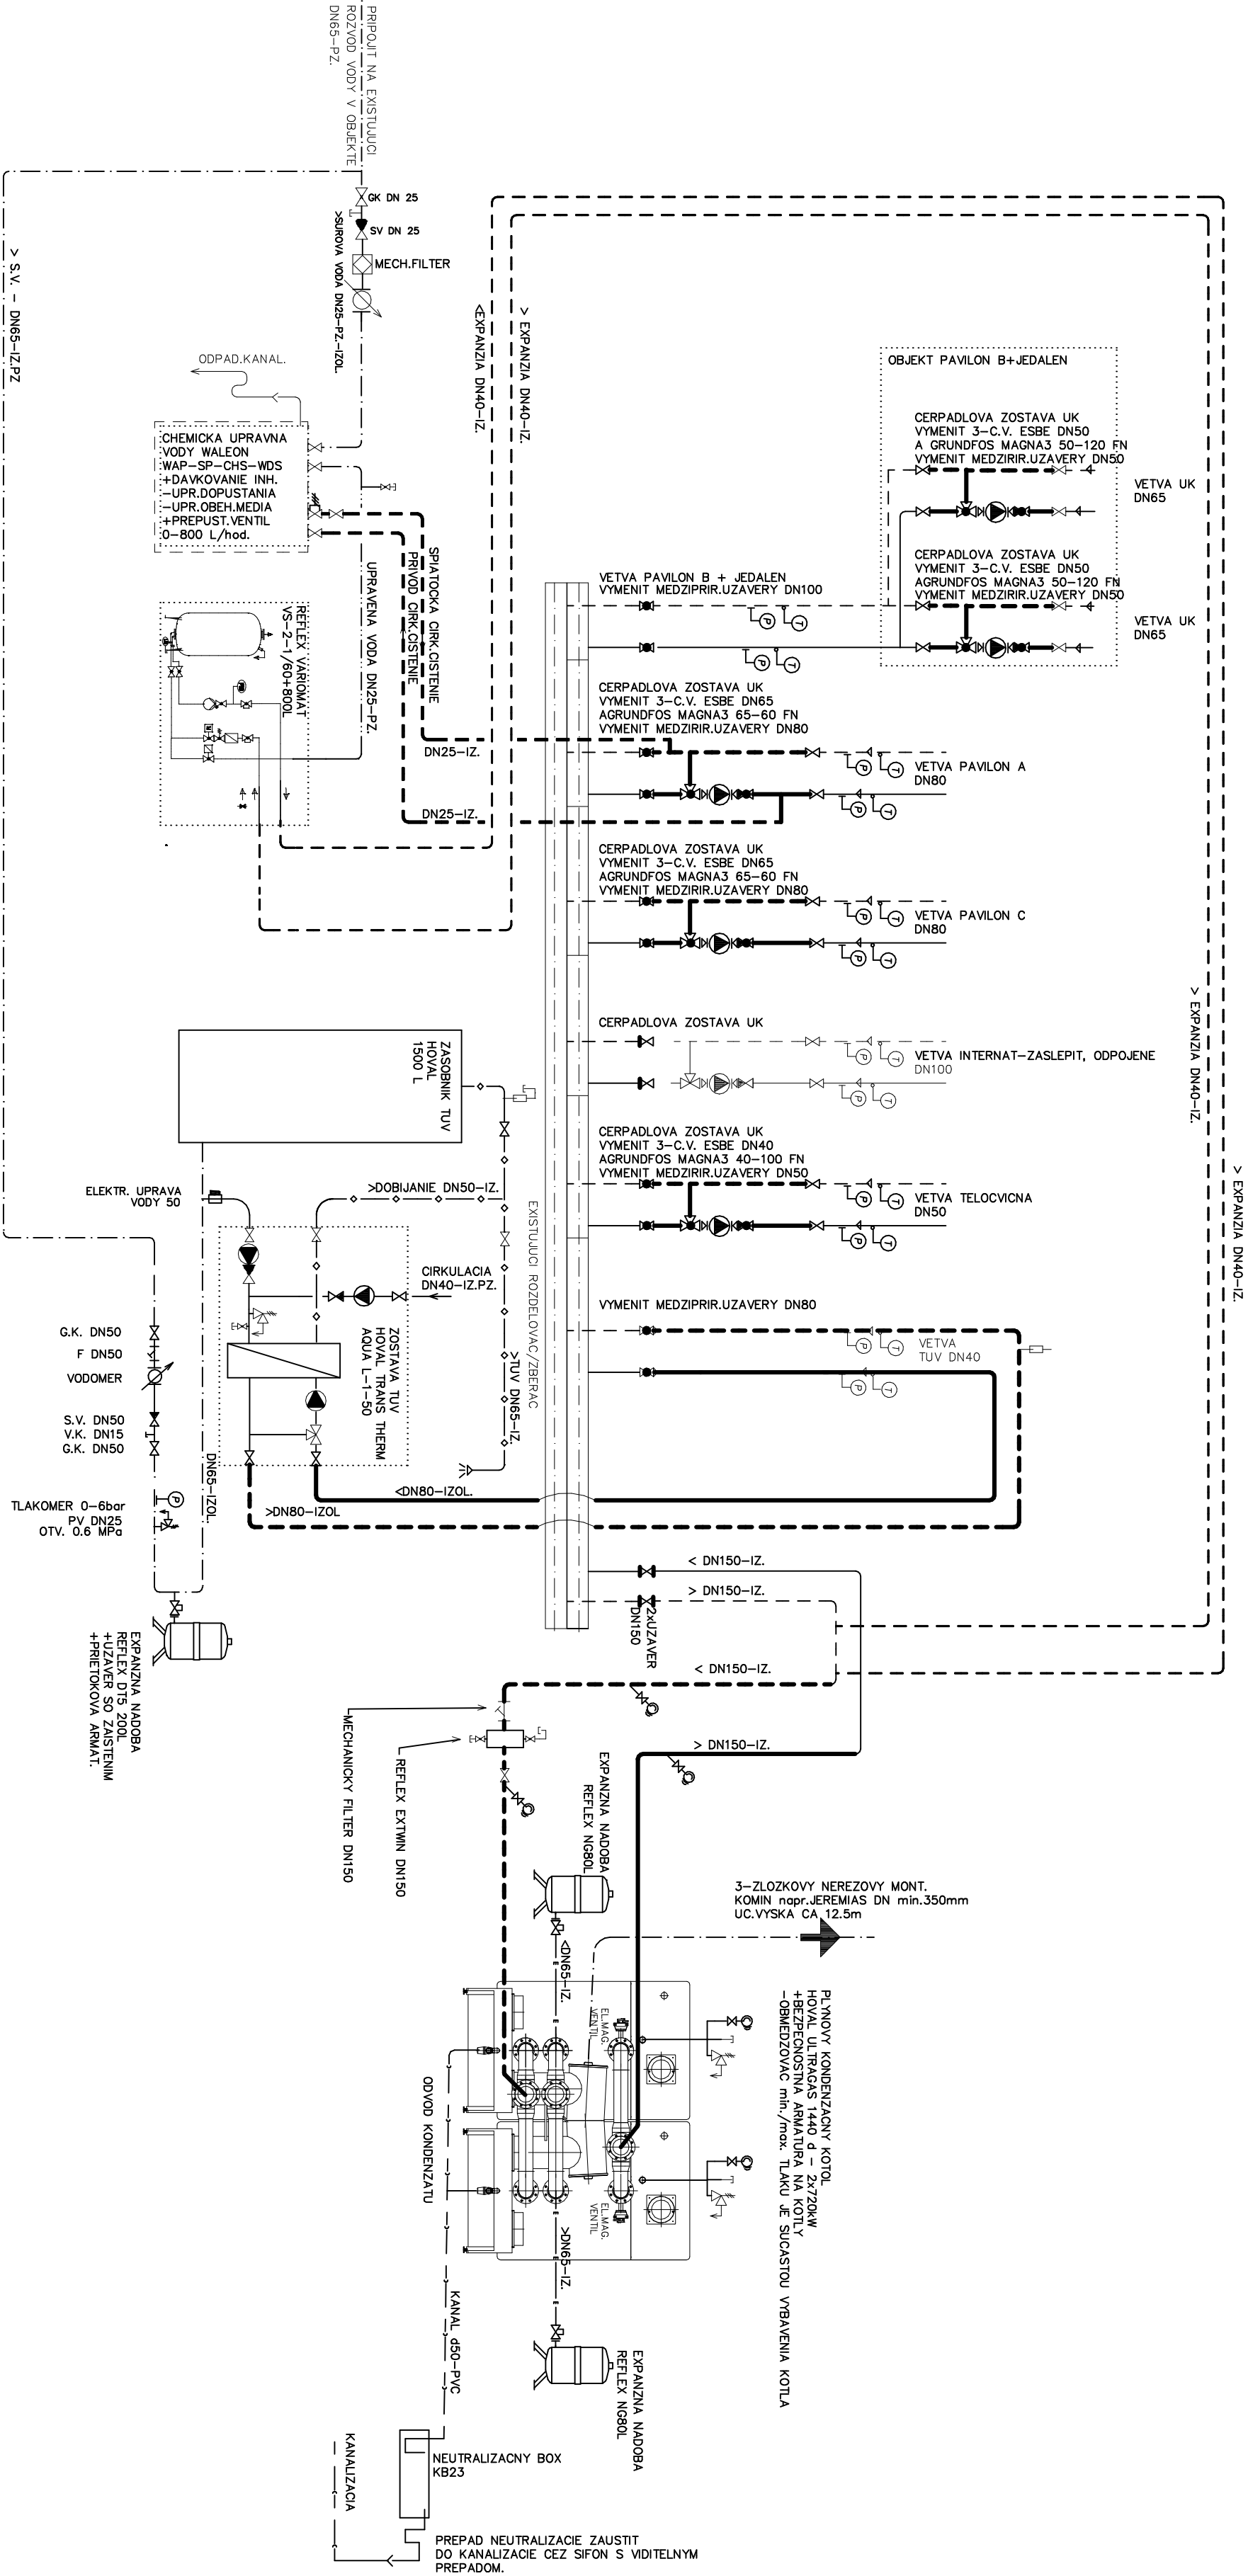 PRIPOJIT NA EXISTUJUCI
ROZVOD VODY V OBJEKTE
DN65-PZ.
GK DN 25
SV DN 25
MECH.FILTER
>SUROVA VODA DN25-PZ.-IZOL.
> S.V. - DN65-IZ.PZ
<EXPANZIA DN40-IZ.
> EXPANZIA DN40-IZ.
ODPAD.KANAL.
CHEMICKA UPRAVNA
VODY WALEON
WAP-SP-CHS-WDS
+DAVKOVANIE INH.
-UPR.DOPUSTANIA
-UPR.OBEH.MEDIA
+PREPUST.VENTIL
0-800 L/hod.
OBJEKT PAVILON B+JEDALEN
CERPADLOVA ZOSTAVA UK
VYMENIT 3-C.V. ESBE DN50
A GRUNDFOS MAGNA3 50-120 FN
VYMENIT MEDZIRIR.UZAVERY DN50
VETVA UK
DN65
CERPADLOVA ZOSTAVA UK
VYMENIT 3-C.V. ESBE DN50
AGRUNDFOS MAGNA3 50-120 FN
VYMENIT MEDZIRIR.UZAVERY DN50
VETVA UK
DN65
VETVA PAVILON B + JEDALEN
VYMENIT MEDZIPRIR.UZAVERY DN100
P
T
P
T
SPIATOCKA CIRK.CISTENIE
PRIVOD CIRK.CISTENIE
UPRAVENA VODA DN25-PZ.
REFLEX VARIOMAT
VS-2-1/60+800L
CERPADLOVA ZOSTAVA UK
VYMENIT 3-C.V. ESBE DN65
AGRUNDFOS MAGNA3 65-60 FN
VYMENIT MEDZIRIR.UZAVERY DN80
DN25-IZ.
P
T
VETVA PAVILON A
DN80
DN25-IZ.
P
T
CERPADLOVA ZOSTAVA UK
VYMENIT 3-C.V. ESBE DN65
AGRUNDFOS MAGNA3 65-60 FN
VYMENIT MEDZIRIR.UZAVERY DN80
P
T
VETVA PAVILON C
DN80
P
T
> EXPANZIA DN40-IZ.
> EXPANZIA DN40-IZ.
CERPADLOVA ZOSTAVA UK
P
T
VETVA INTERNAT-ZASLEPIT, ODPOJENE
DN100
P
T
ZASOBNIK TUV
HOVAL
1500 L
CERPADLOVA ZOSTAVA UK
VYMENIT 3-C.V. ESBE DN40
AGRUNDFOS MAGNA3 40-100 FN
VYMENIT MEDZIRIR.UZAVERY DN50
P
T
VETVA TELOCVICNA
DN50
P
T
ELEKTR. UPRAVA
VODY 50
>DOBIJANIE DN50-IZ.
EXISTUJUCI ROZDELOVAC/ZBERAC
CIRKULACIA
DN40-IZ.PZ.
>TUV DN65-IZ.
ZOSTAVA TUV
HOVAL TRANS THERM
AQUA L-1-50
VYMENIT MEDZIPRIR.UZAVERY DN80
P
T
VETVA
TUV DN40
P
T
G.K. DN50
F DN50
VODOMER
S.V. DN50
V.K. DN15
G.K. DN50
DN65-IZOL.
TLAKOMER 0-6bar
PV DN25
OTV. 0.6 MPa
P
<DN80-IZOL.
>DN80-IZOL
< DN150-IZ.
> DN150-IZ.
2xUZAVER
DN150
< DN150-IZ.
> DN150-IZ.
EXPANZNA NADOBA
REFLEX DT5 200L
+UZAVER SO ZAISTENIM
+PRIETOKOVA ARMAT.
MECHANICKY FILTER DN150
REFLEX EXTWIN DN150
EXPANZNA NADOBA
REFLEX NG80L
3-ZLOZKOVY NEREZOVY MONT.
KOMIN napr.JEREMIAS DN min.350mm
UC.VYSKA CA 12.5m
<DN65-IZ.
EL.MAG.
VENTIL
PLYNOVY KONDENZACNY KOTOL
HOVAL ULTRAGAS 1440 d - 2x720kW
+BEZPECNOSTNA ARMATURA NA KOTLY
-OBMEDZOVAC min./max. TLAKU JE SUCASTOU VYBAVENIA KOTLA
ODVOD KONDENZATU
EL.MAG.
VENTIL
>DN65-IZ.
KANAL d50-PVC
EXPANZNA NADOBA
REFLEX NG80L
NEUTRALIZACNY BOX
KB23
KANALIZACIA
PREPAD NEUTRALIZACIE ZAUSTIT
DO KANALIZACIE CEZ SIFON S VIDITELNYM
PREPADOM.